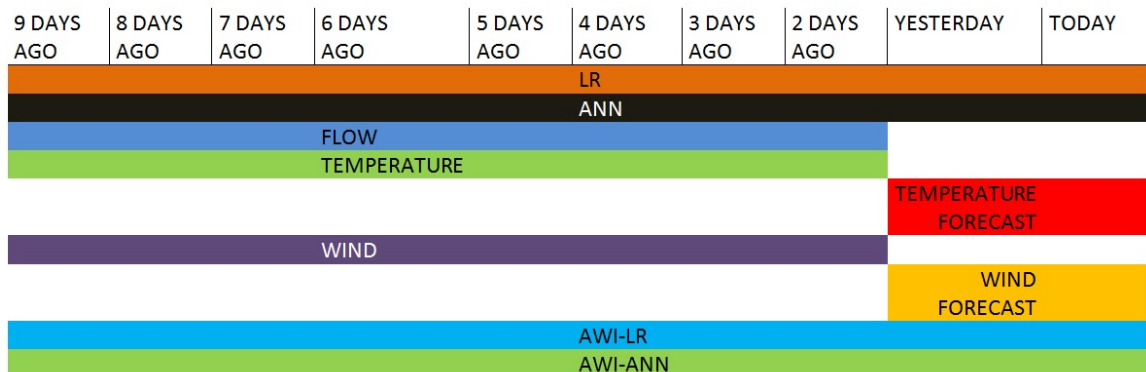 9 DAYS 8 DAYS 7 DAYS 6 DAYS 5 DAYS 4 DAYS 3 DAYS 2 DAYS YESTERDAY TODAY
AGO AGO AGO AGO AGO AGO AGO AGO
LR
ANN
FLOW
TEMPERATURE
TEMPERATURE
FORECAST
WIND
WIND
FORECAST
AWI-LR
AWI-ANN